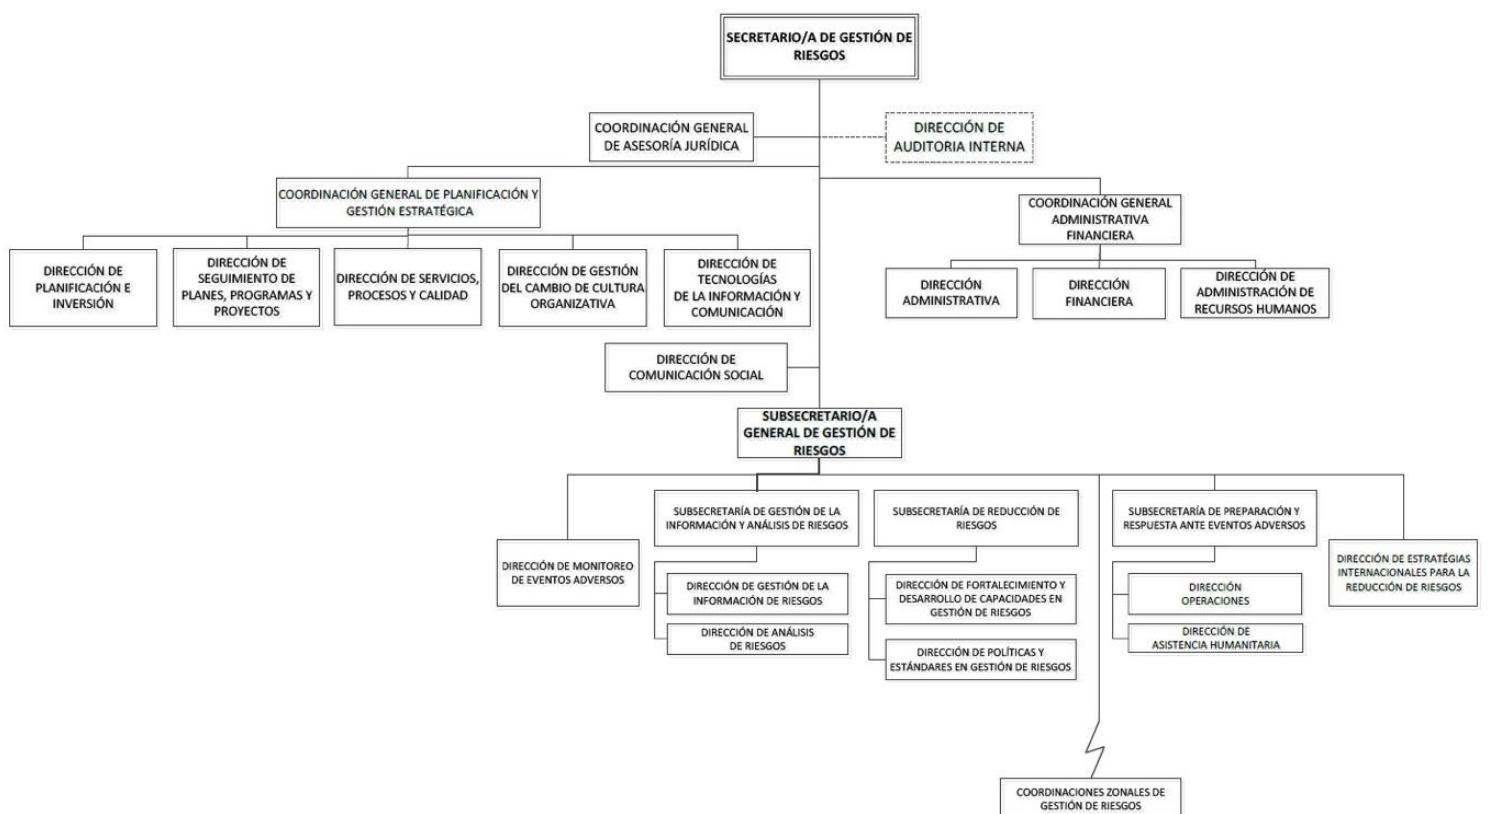 SECRETARIO/A DE GESTIÓN DE
RIESGOS
COORDINACIÓN GENERAL
DE ASESORÍA JURÍDICA
DIRECCIÓN DE
AUDITORIA INTERNA
COORDINACIÓN GENERAL DE PLANIFICACIÓN Y
GESTIÓN ESTRATÉGICA
COORDINACIÓN GENERAL
ADMINISTRATIVA
FINANCIERA
DIRECCIÓN DE
PLANIFICACIÓN E
INVERSIÓN
DIRECCIÓN DE
SEGUIMIENTO DE
PLANES, PROGRAMAS Y
PROYECTOS
DIRECCIÓN DE SERVICIOS,
PROCESOS Y CALIDAD
DIRECCIÓN DE GESTIÓN
DEL CAMBIO DE CULTURA
ORGANIZATIVA
DIRECCIÓN DE
TECNOLOGÍAS
DE LA INFORMACIÓN Y
COMUNICACIÓN
DIRECCIÓN
ADMINISTRATIVA
DIRECCIÓN
FINANCIERA
DIRECCIÓN DE
ADMINISTRACIÓN DE
RECURSOS HUMANOS
DIRECCIÓN DE
COMUNICACIÓN SOCIAL
SUBSECRETARIO/A
GENERAL DE GESTIÓN DE
RIESGOS
DIRECCIÓN DE MONITOREO
DE EVENTOS ADVERSOS
SUBSECRETARÍA DE GESTIÓN DE LA
INFORMACIÓN Y ANÁLISIS DE RIESGOS
DIRECCIÓN DE GESTIÓN DE LA
INFORMACIÓN DE RIESGOS
DIRECCIÓN DE ANÁLISIS
DE RIESGOS
SUBSECRETARÍA DE REDUCCIÓN DE
RIESGOS
DIRECCIÓN DE FORTALECIMIENTO Y
DESARROLLO DE CAPACIDADES EN
GESTIÓN DE RIESGOS
DIRECCIÓN DE POLÍTICAS Y
ESTÁNDARES EN GESTIÓN DE RIESGOS
SUBSECRETARÍA DE PREPARACIÓN Y
RESPUESTA ANTE EVENTOS ADVERSOS
DIRECCIÓN
OPERACIONES
DIRECCIÓN DE
ASISTENCIA HUMANITARIA
DIRECCIÓN DE ESTRATÉGIAS
INTERNACIONALES PARA LA
REDUCCIÓN DE RIESGOS
COORDINACIONES ZONALES DE
GESTIÓN DE RIESGOS